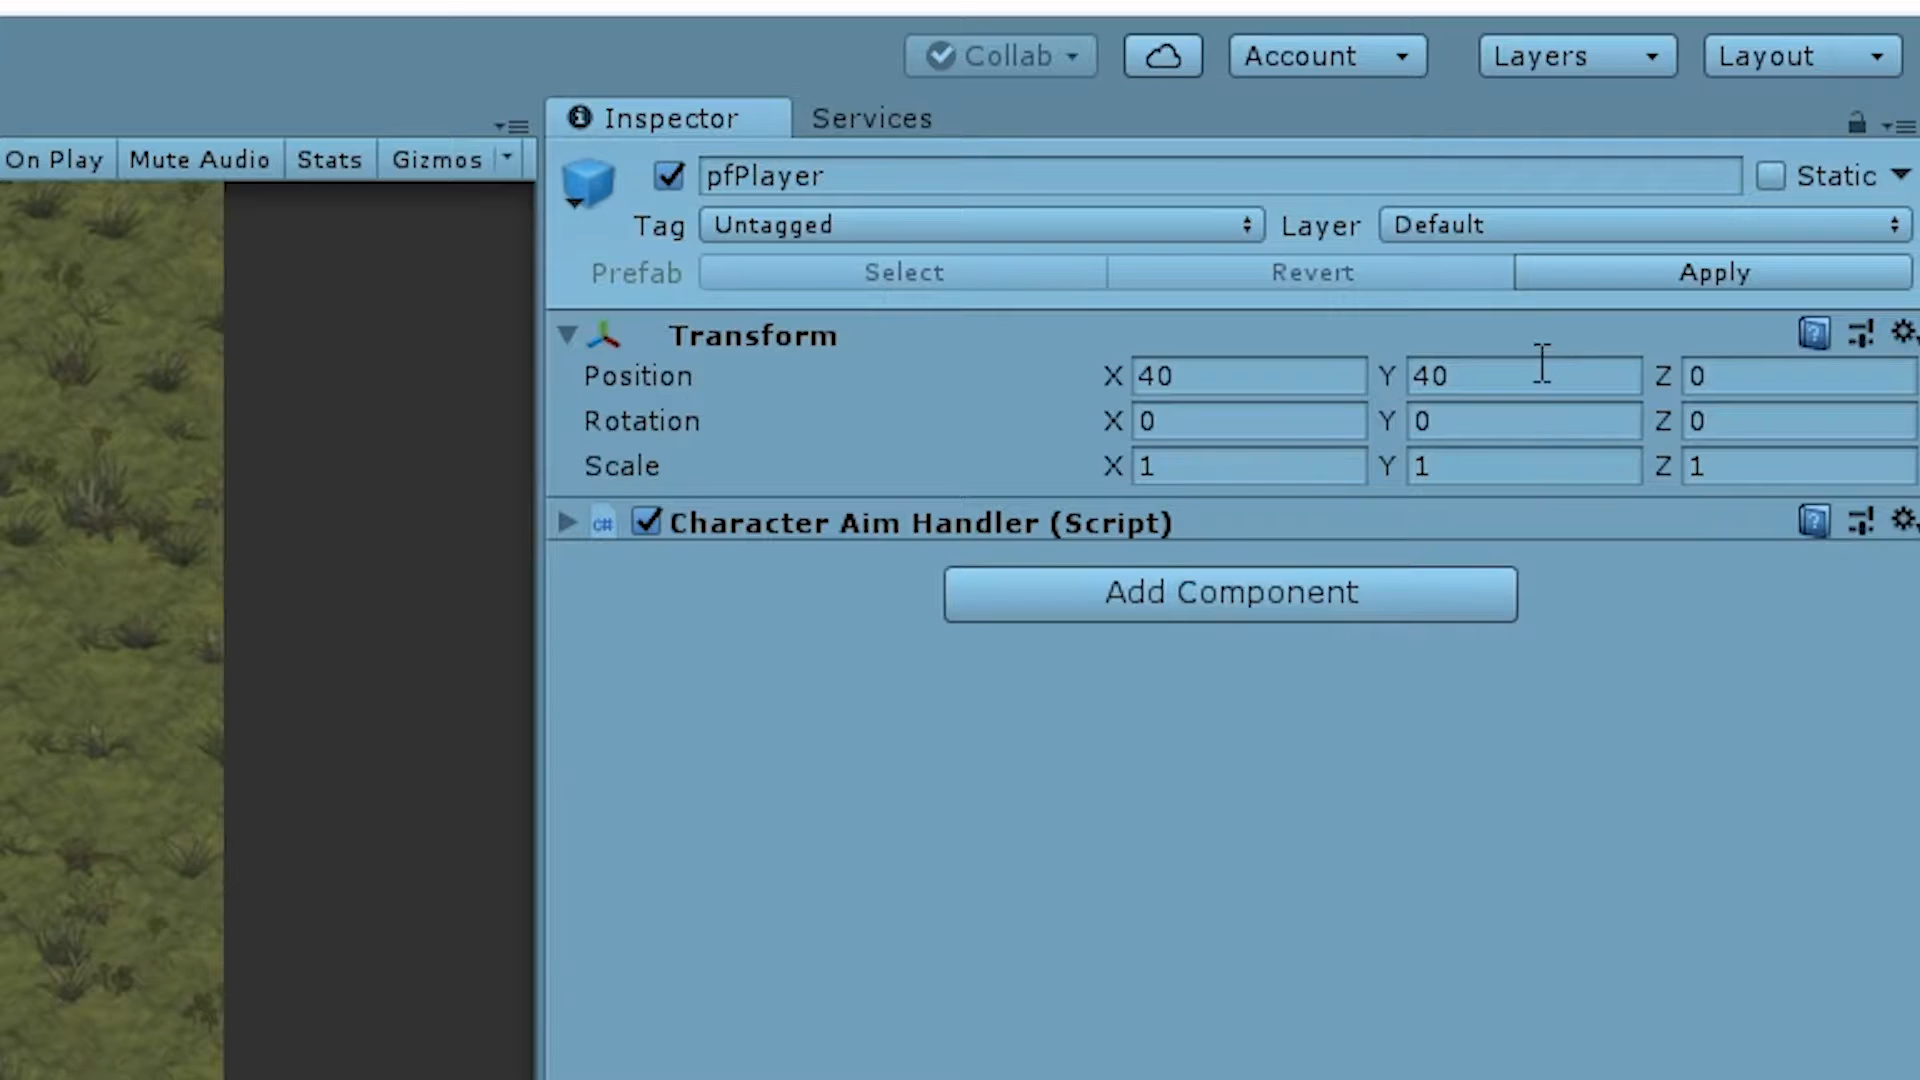 Collab Account Layers Layout
Inspector Services
On Play Mute Audio Stats Gizmos
pfPlayer Static
Tag Untagged Layer Default
Prefab Select Revert Apply
Transform
Position X 40 Y 40 Z 0
Rotation X 0 Y 0 Z 0
Scale X 1 Y 1 Z 1
c# Character Aim Handler (Script)
Add Component